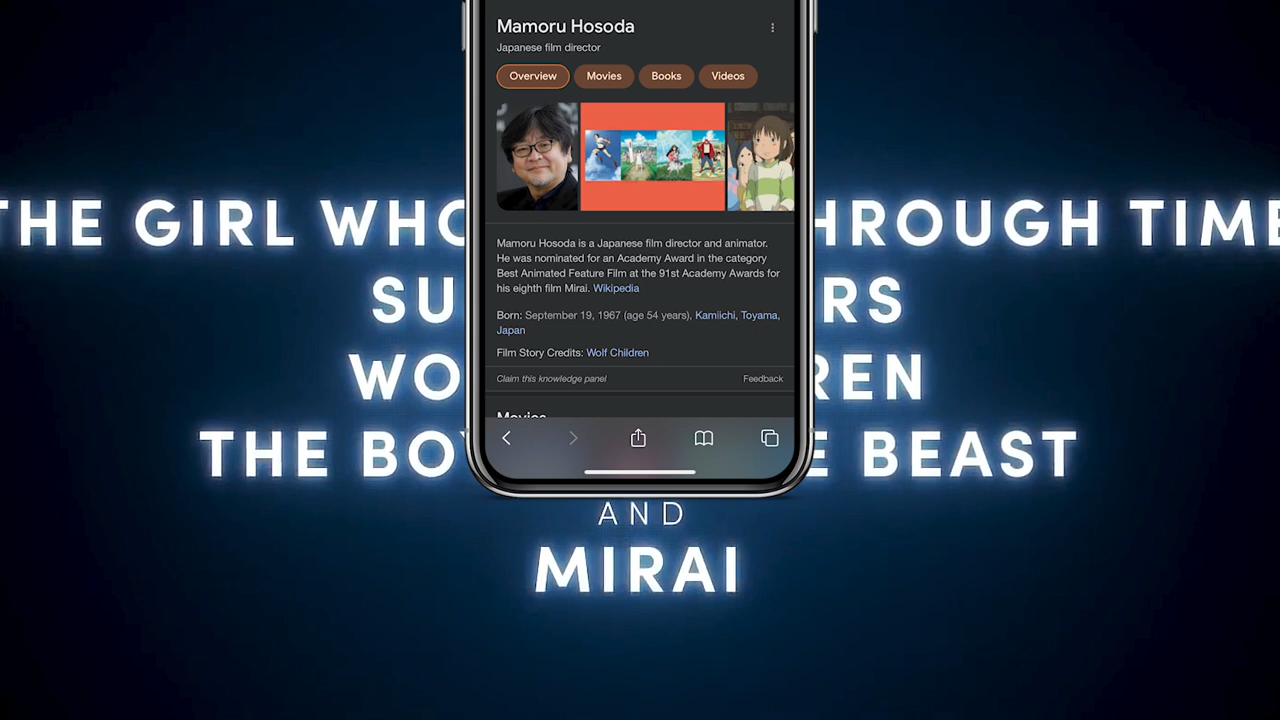 Mamoru Hosoda
Japanese film director
Overview Movies Books Videos
Mamoru Hosoda is a Japanese film director and animator.
He was nominated for an Academy Award in the category
Best Animated Feature Film at the 91st Academy Awards for
his eighth film Mirai. Wikipedia
Born: September 19, 1967 (age 54 years), Kamiichi, Toyama,
Japan
Film Story Credits: Wolf Children
Claim this knowledge panel Feedback
Movies
THE GIRL WHO HROUGH TIME
SU RS
WO REN
THE BOY E BEAST
AND
MIRAI